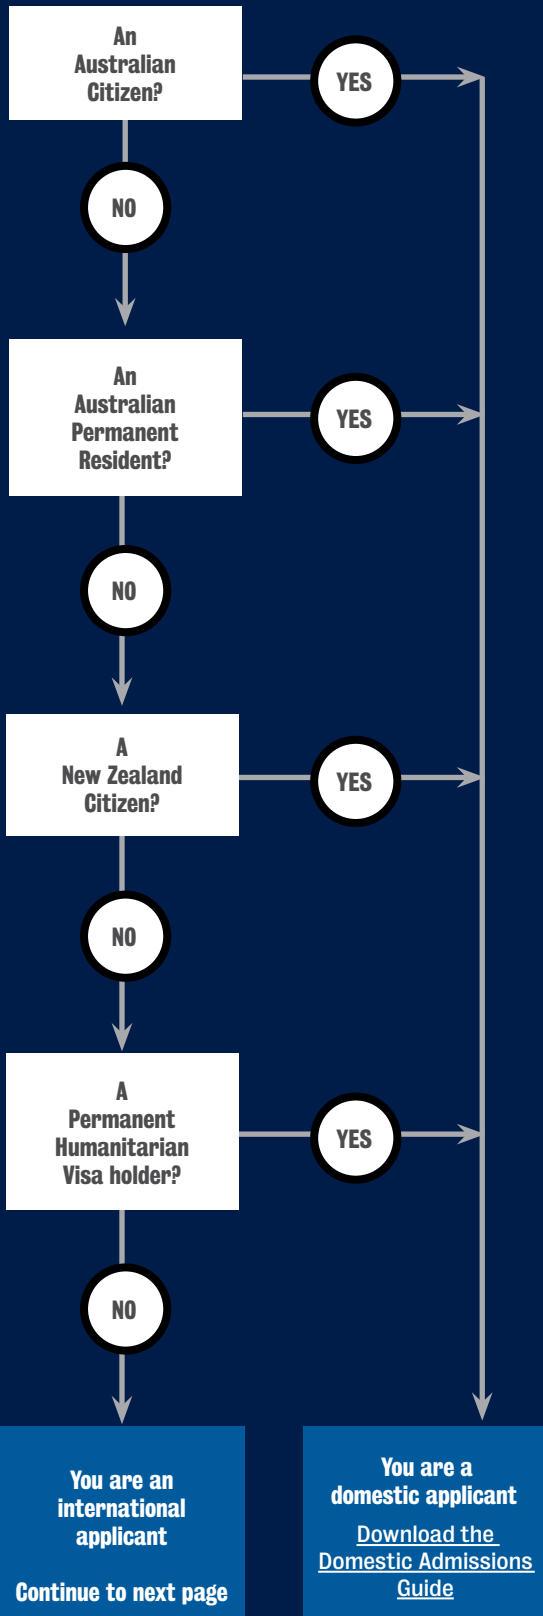 An
Australian
Citizen?
YES
NO
An
Australian
Permanent
Resident?
YES
NO
A
New Zealand
Citizen?
YES
NO
A
Permanent
Humanitarian
Visa holder?
YES
NO
You are an
international
applicant
Continue to next page
You are a
domestic applicant
Download the
Domestic Admissions
Guide